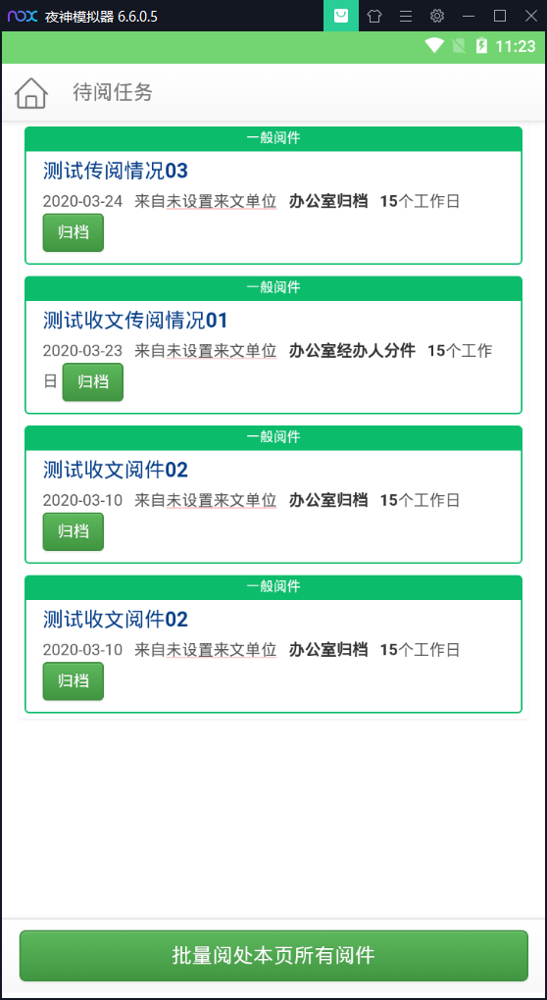 nox 夜神模拟器 6.6.0.5
11:23
待阅任务
一般阅件
测试传阅情况03
2020-03-24 来自未设置来文单位 办公室归档 15个工作日
归档
一般阅件
测试收文传阅情况01
2020-03-23 来自未设置来文单位 办公室经办人分件 15个工作
日 归档
一般阅件
测试收文阅件02
2020-03-10 来自未设置来文单位 办公室归档 15个工作日
归档
一般阅件
测试收文阅件02
2020-03-10 来自未设置来文单位 办公室归档 15个工作日
归档
批量阅处本页所有阅件